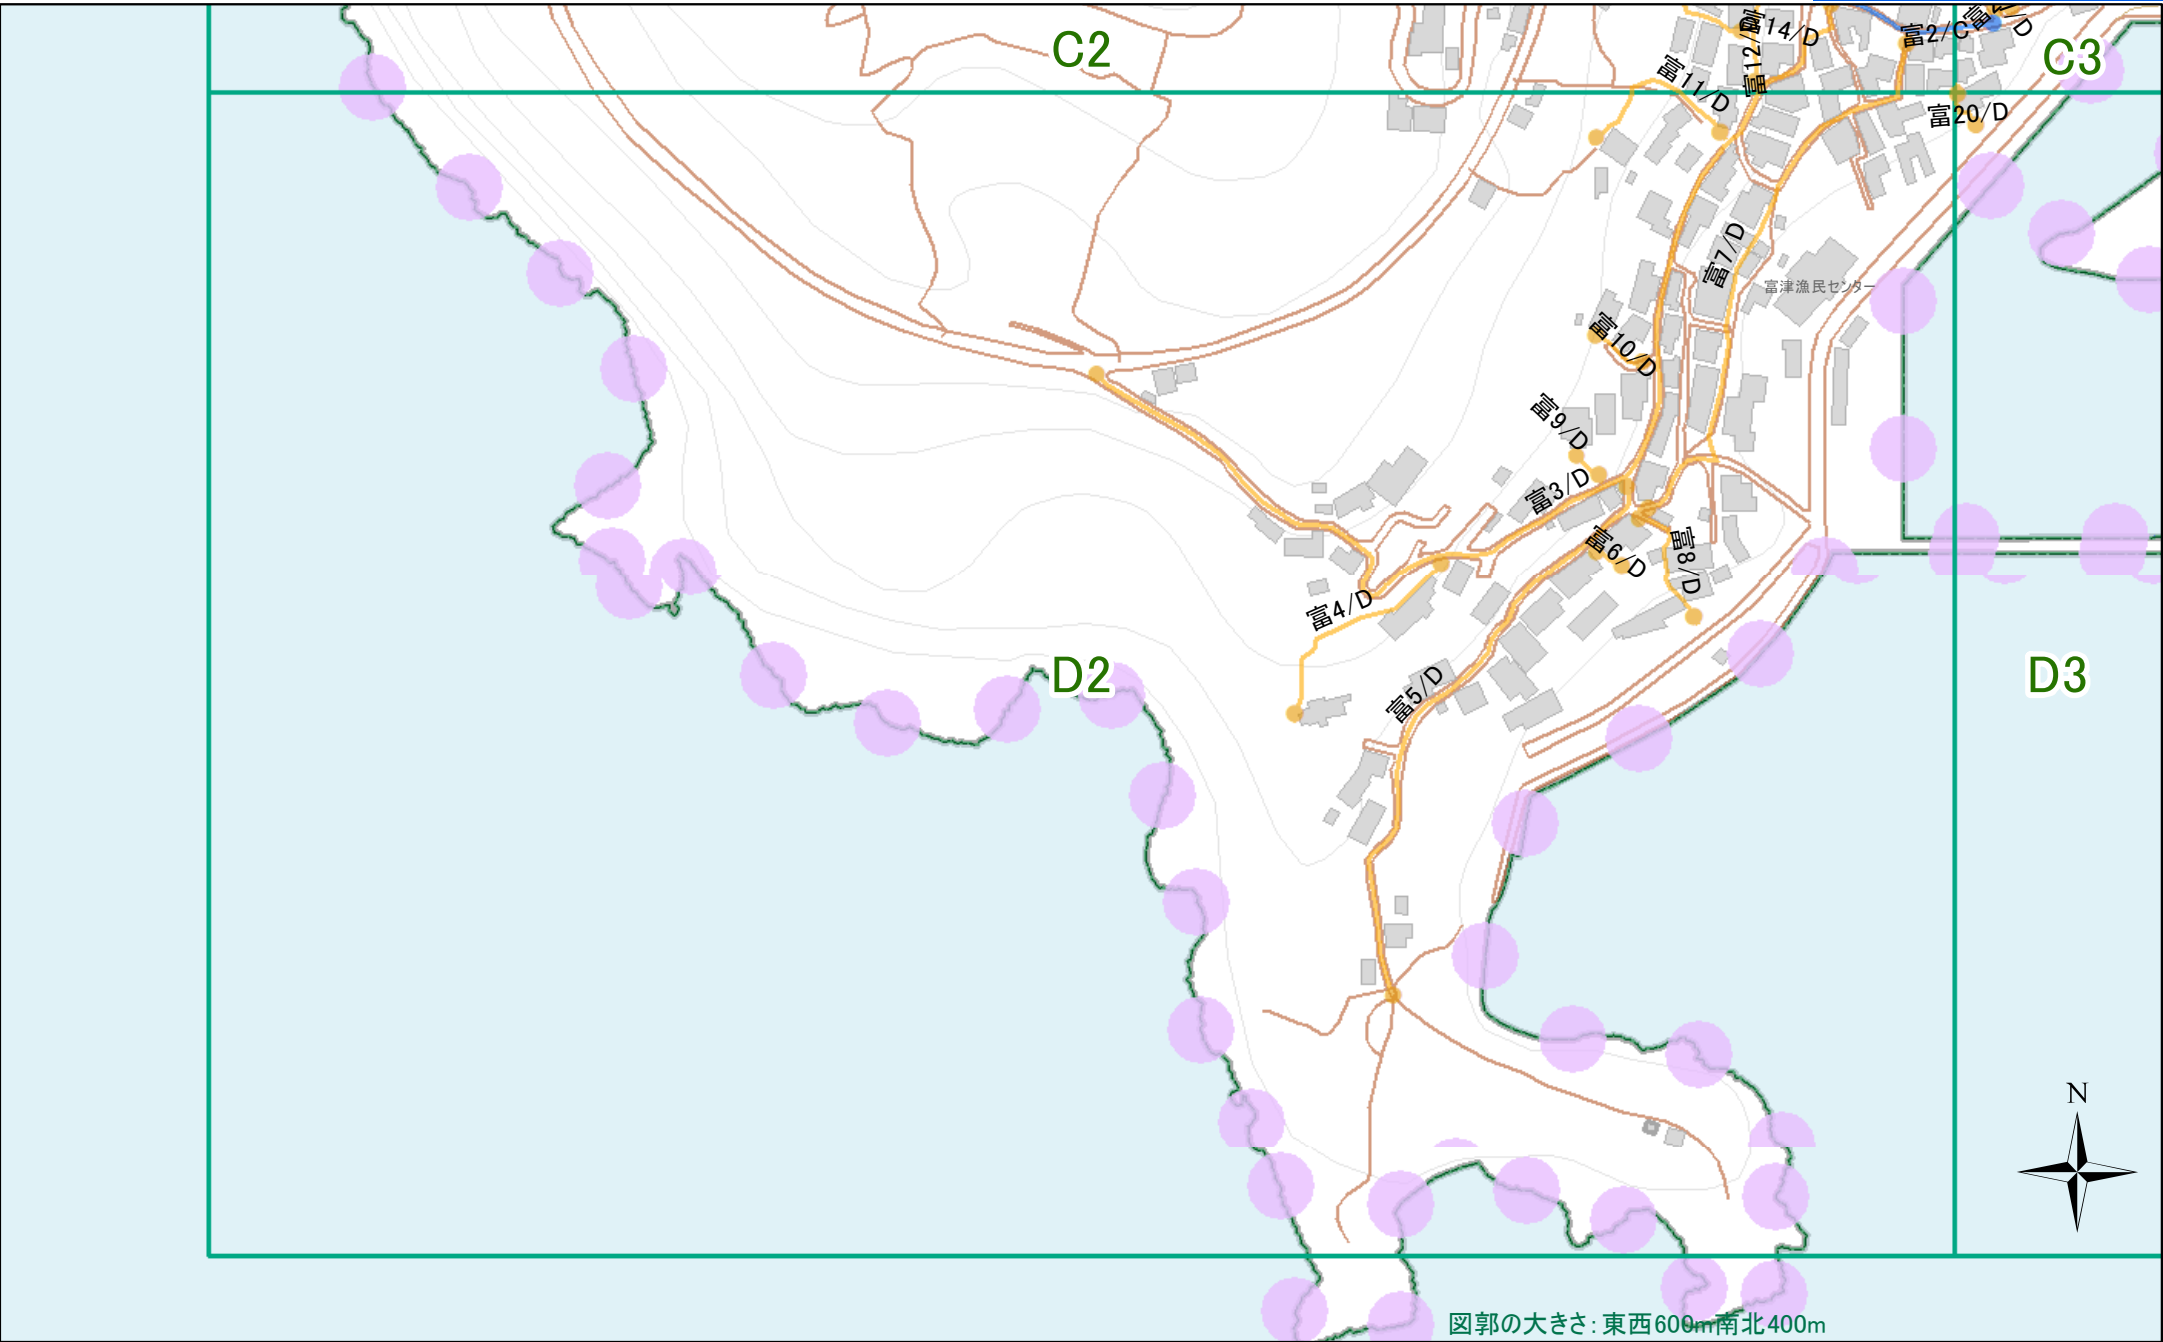 富14/D
富12/D
富2/C
C2
C3
富11/D
富20/D
富7/D
富津漁民センター
富10/D
富9/D
富3/D
富6/D
富8/D
富4/D
D2
D3
富5/D
N
図郭の大きさ：東西600m南北400m